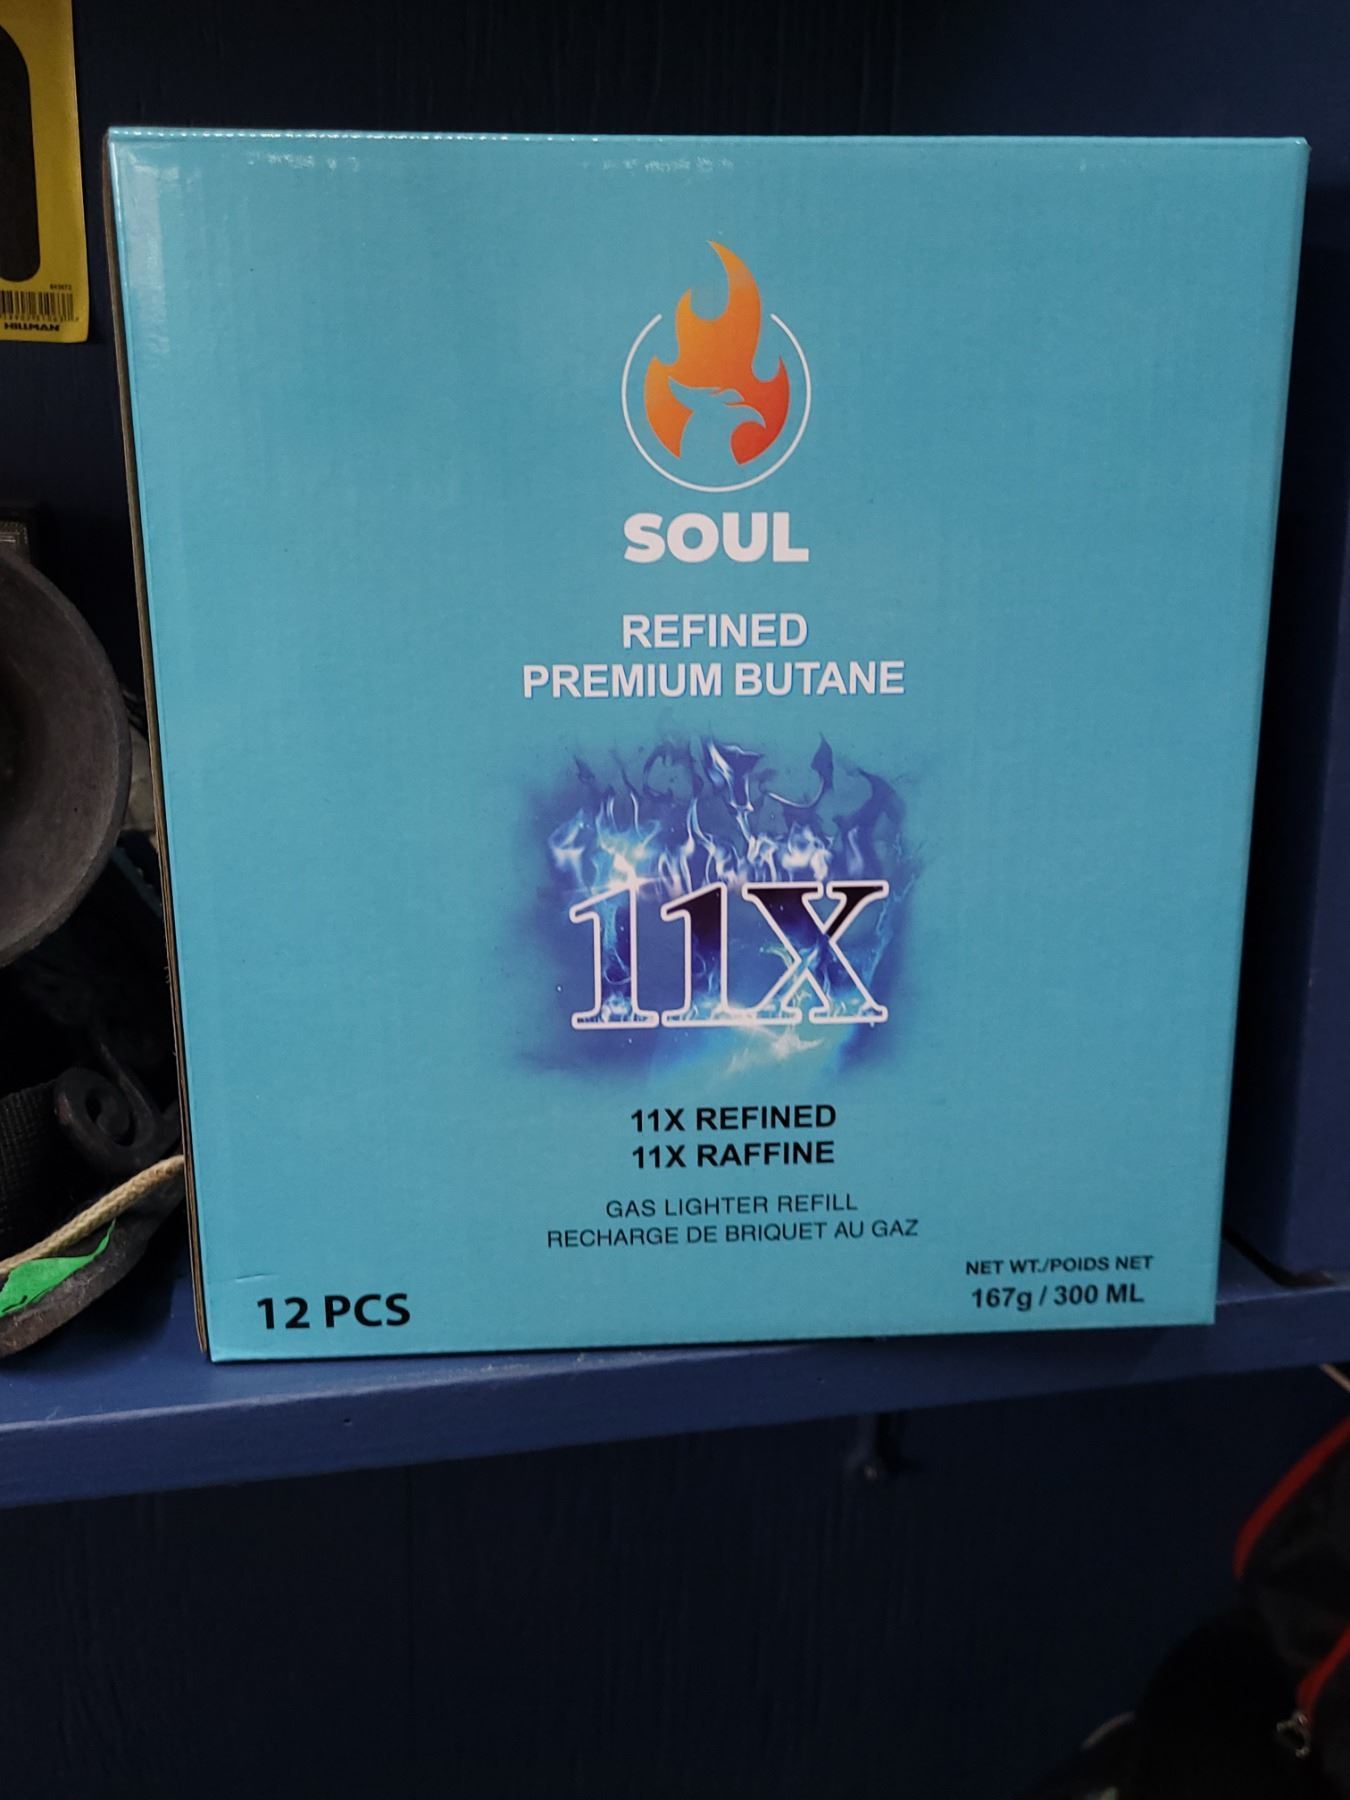 HILLMAN
SOUL
REFINED
PREMIUM BUTANE
11X
11X REFINED
11X RAFFINE
GAS LIGHTER REFILL
RECHARGE DE BRIQUET AU GAZ
12 PCS
NET WT./POIDS NET
167g / 300 ML